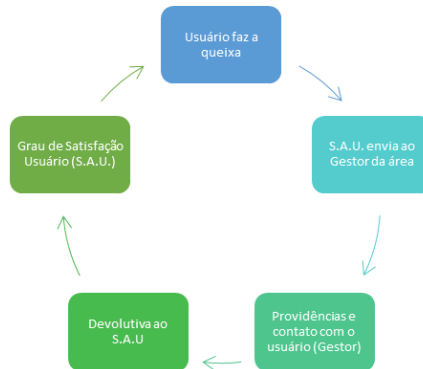 Usuário faz a
queixa
S.A.U. envia ao
Gestor da área
Providências e
contato com o
usuário (Gestor)
Devolutiva ao
S.A.U
Grau de Satisfação
Usuário (S.A.U.)